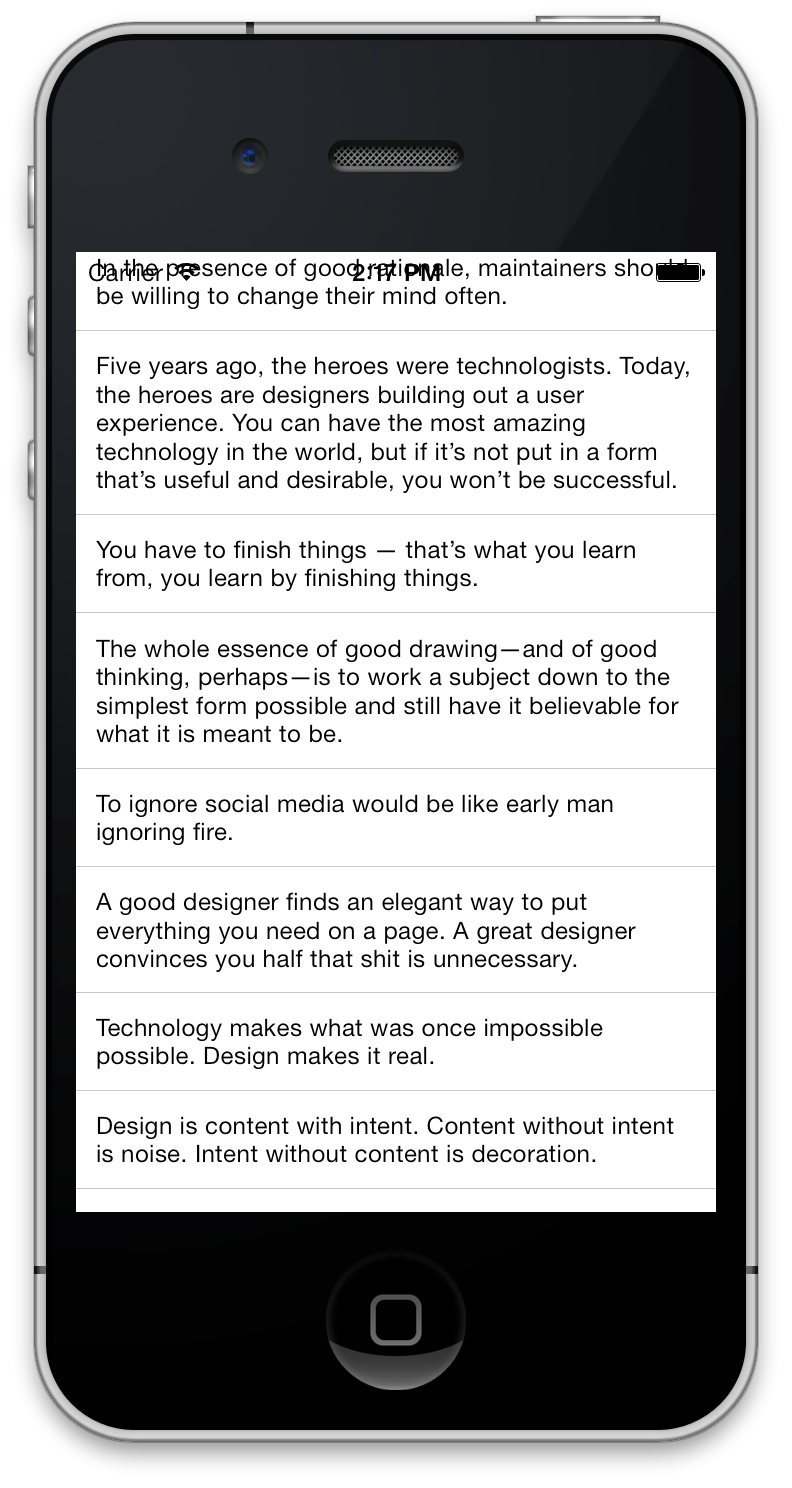 Carrier 2:17 PM
In the presence of good rationale, maintainers should
be willing to change their mind often.
Five years ago, the heroes were technologists. Today,
the heroes are designers building out a user
experience. You can have the most amazing
technology in the world, but if it’s not put in a form
that’s useful and desirable, you won’t be successful.
You have to finish things — that’s what you learn
from, you learn by finishing things.
The whole essence of good drawing—and of good
thinking, perhaps—is to work a subject down to the
simplest form possible and still have it believable for
what it is meant to be.
To ignore social media would be like early man
ignoring fire.
A good designer finds an elegant way to put
everything you need on a page. A great designer
convinces you half that shit is unnecessary.
Technology makes what was once impossible
possible. Design makes it real.
Design is content with intent. Content without intent
is noise. Intent without content is decoration.